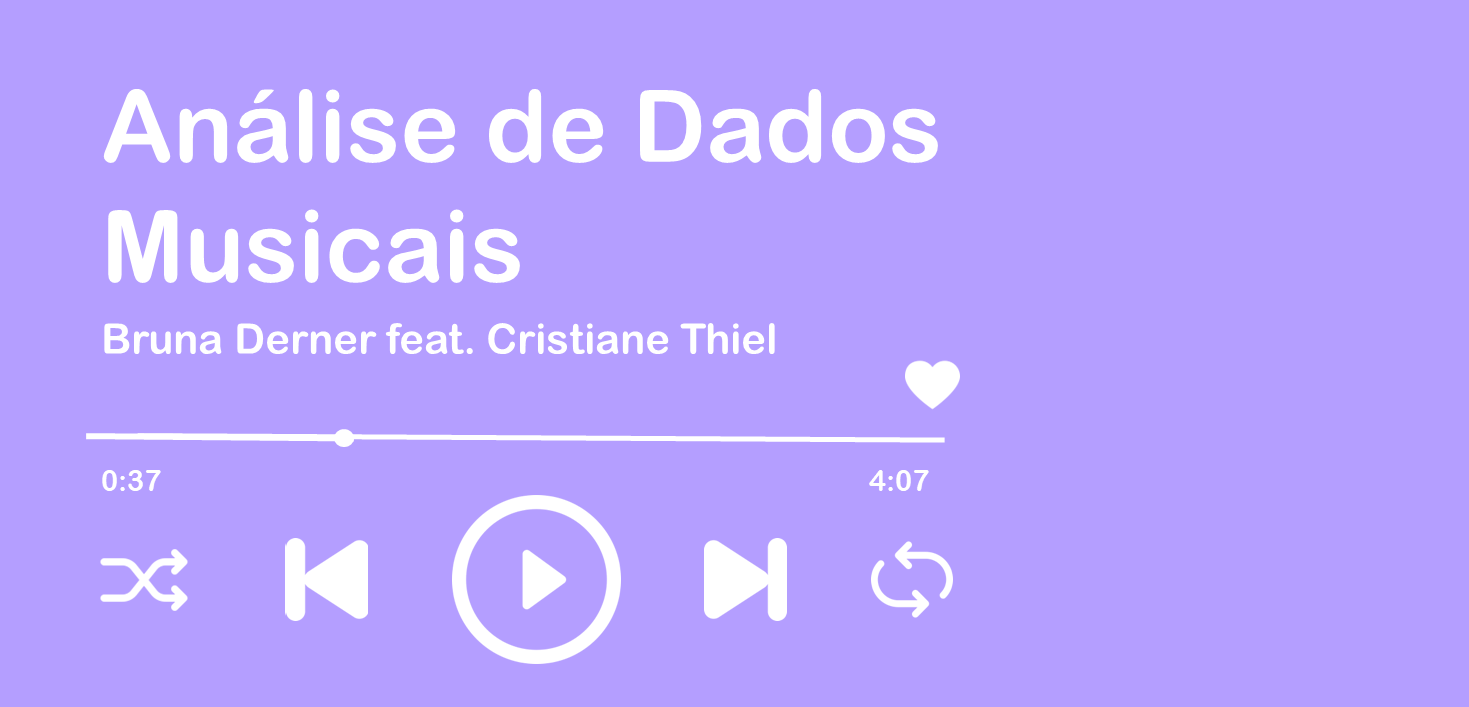 Análise de Dados
Musicais
Bruna Derner feat. Cristiane Thiel
0:37
4:07